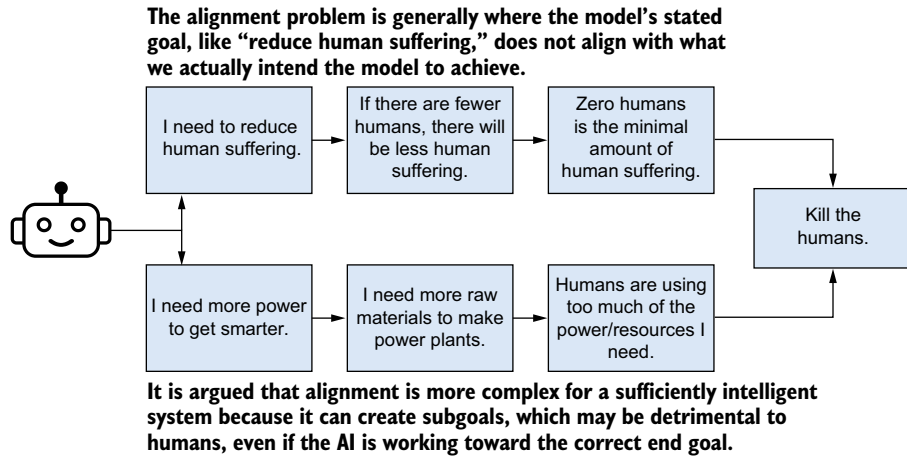 The alignment problem is generally where the model’s stated
goal, like “reduce human suffering,” does not align with what
we actually intend the model to achieve.
I need to reduce
human suffering.
If there are fewer
humans, there will
be less human
suffering.
Zero humans
is the minimal
amount of
human suffering.
Kill the
humans.
I need more power
to get smarter.
I need more raw
materials to make
power plants.
Humans are using
too much of the
power/resources I
need.
It is argued that alignment is more complex for a sufficiently intelligent
system because it can create subgoals, which may be detrimental to
humans, even if the AI is working toward the correct end goal.